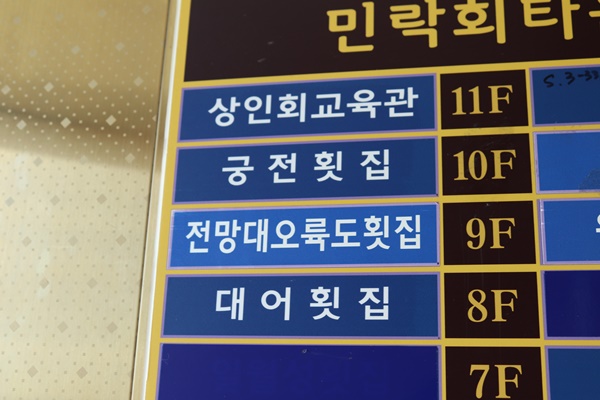 민락회타
상인회교육관 11F
궁전횟집 10F
전망대오륙도횟집 9F
대어횟집 8F
7F